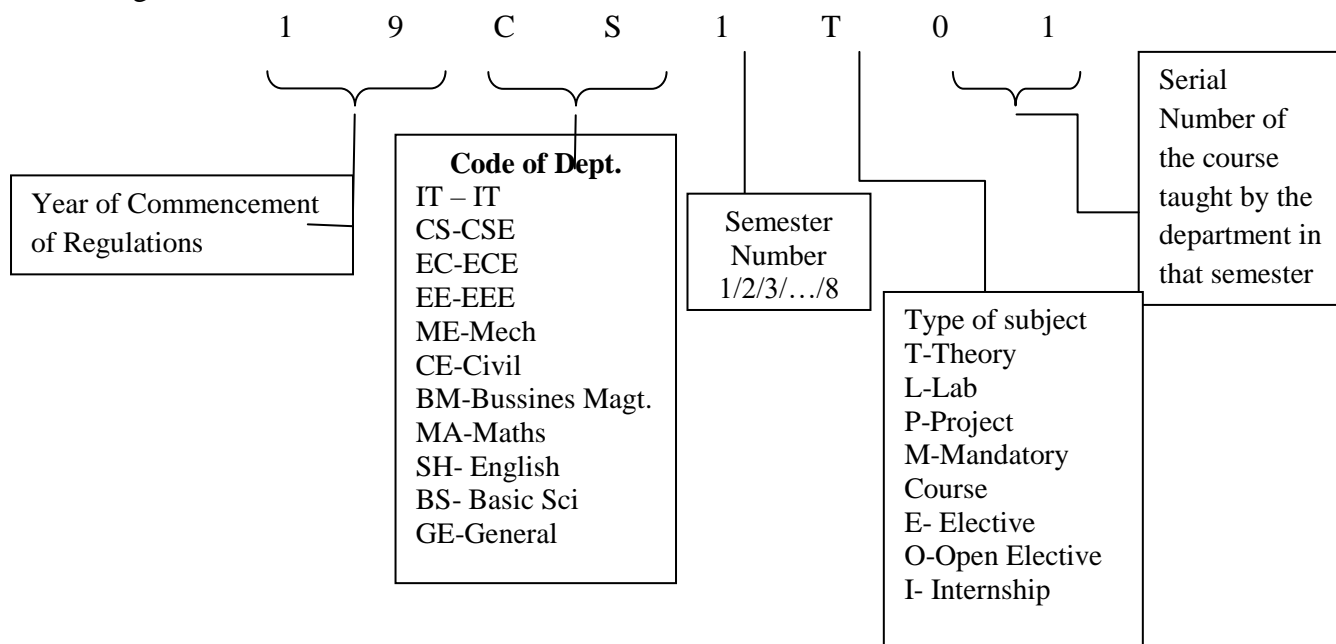 1 9 C S 1 T 0 1
Year of Commencement
of Regulations
Code of Dept.
IT – IT
CS-CSE
EC-ECE
EE-EEE
ME-Mech
CE-Civil
BM-Bussines Magt.
MA-Maths
SH- English
BS- Basic Sci
GE-General
Semester
Number
1/2/3/…/8
Type of subject
T-Theory
L-Lab
P-Project
M-Mandatory
Course
E- Elective
O-Open Elective
I- Internship
Serial
Number of
the course
taught by the
department in
that semester